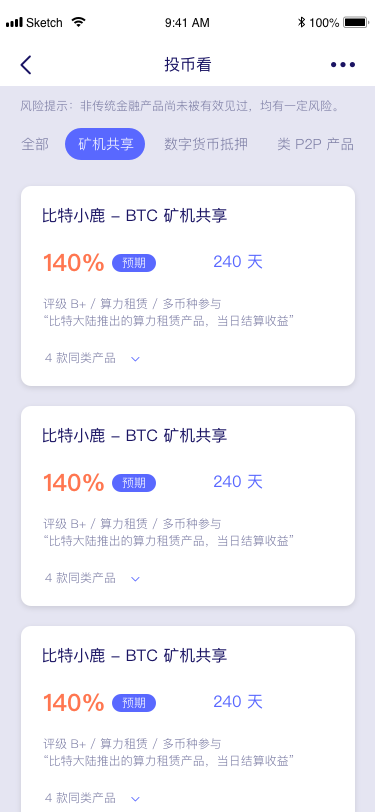 Sketch 9:41 AM 100%
投币看
风险提示：非传统金融产品尚未被有效见过，均有一定风险。
全部 矿机共享 数字货币抵押 类 P2P 产品
比特小鹿 – BTC 矿机共享
140% 预期 240 天
评级 B+ / 算力租赁 / 多币种参与
“比特大陆推出的算力租赁产品，当日结算收益”
4 款同类产品
比特小鹿 – BTC 矿机共享
140% 预期 240 天
评级 B+ / 算力租赁 / 多币种参与
“比特大陆推出的算力租赁产品，当日结算收益”
4 款同类产品
比特小鹿 – BTC 矿机共享
140% 预期 240 天
评级 B+ / 算力租赁 / 多币种参与
“比特大陆推出的算力租赁产品，当日结算收益”
4 款同类产品